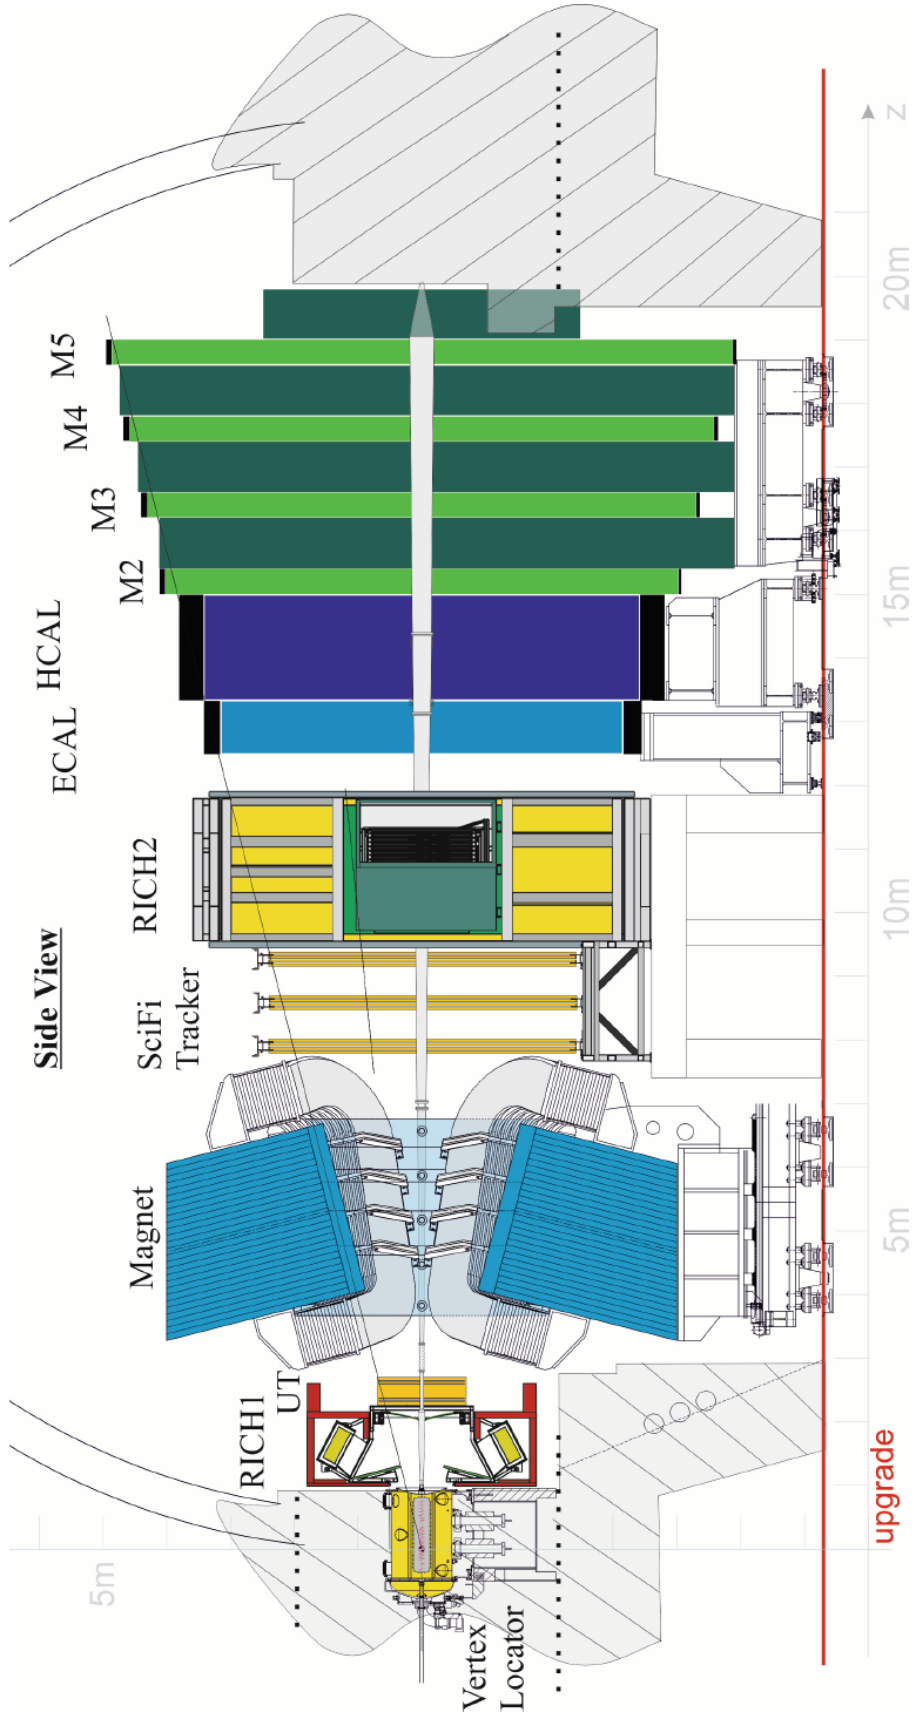 Side View
ECAL HCAL
M2
M3
M4
M5
RICH2
SciFi
Tracker
Magnet
RICH1
UT
Vertex
Locator
5m
5m
10m
15m
20m
z
upgrade